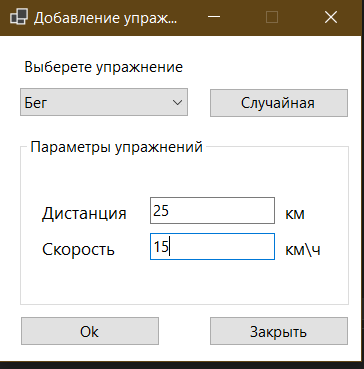 Добавление упраж...
Выберете упражнение
Бег
Случайная
Параметры упражнений
Дистанция 25 км
Скорость 15 км\ч
Ok Закрыть